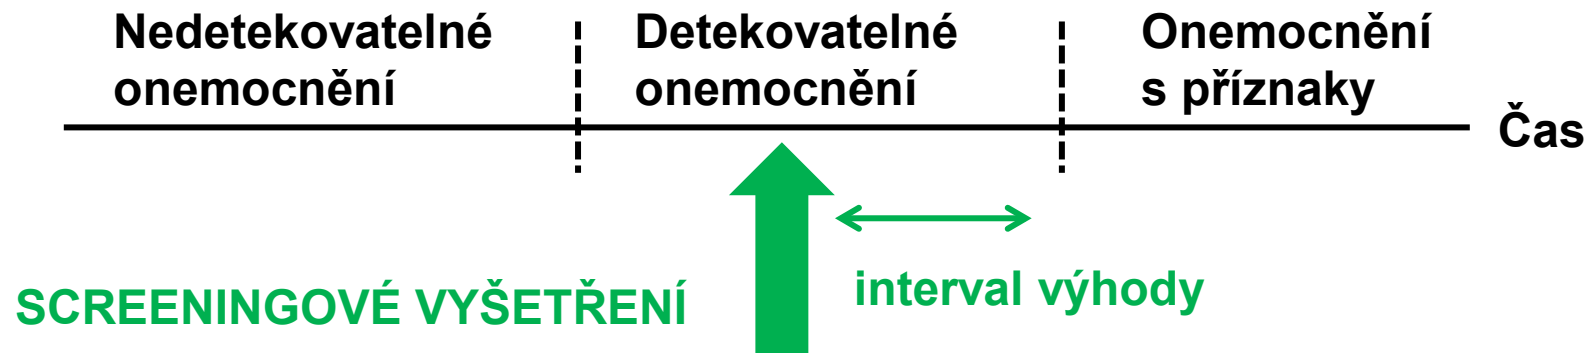 Nedetekovatelné
onemocnění
Detekovatelné
onemocnění
Onemocnění
s příznaky
Čas
SCREENINGOVÉ VYŠETŘENÍ
interval výhody